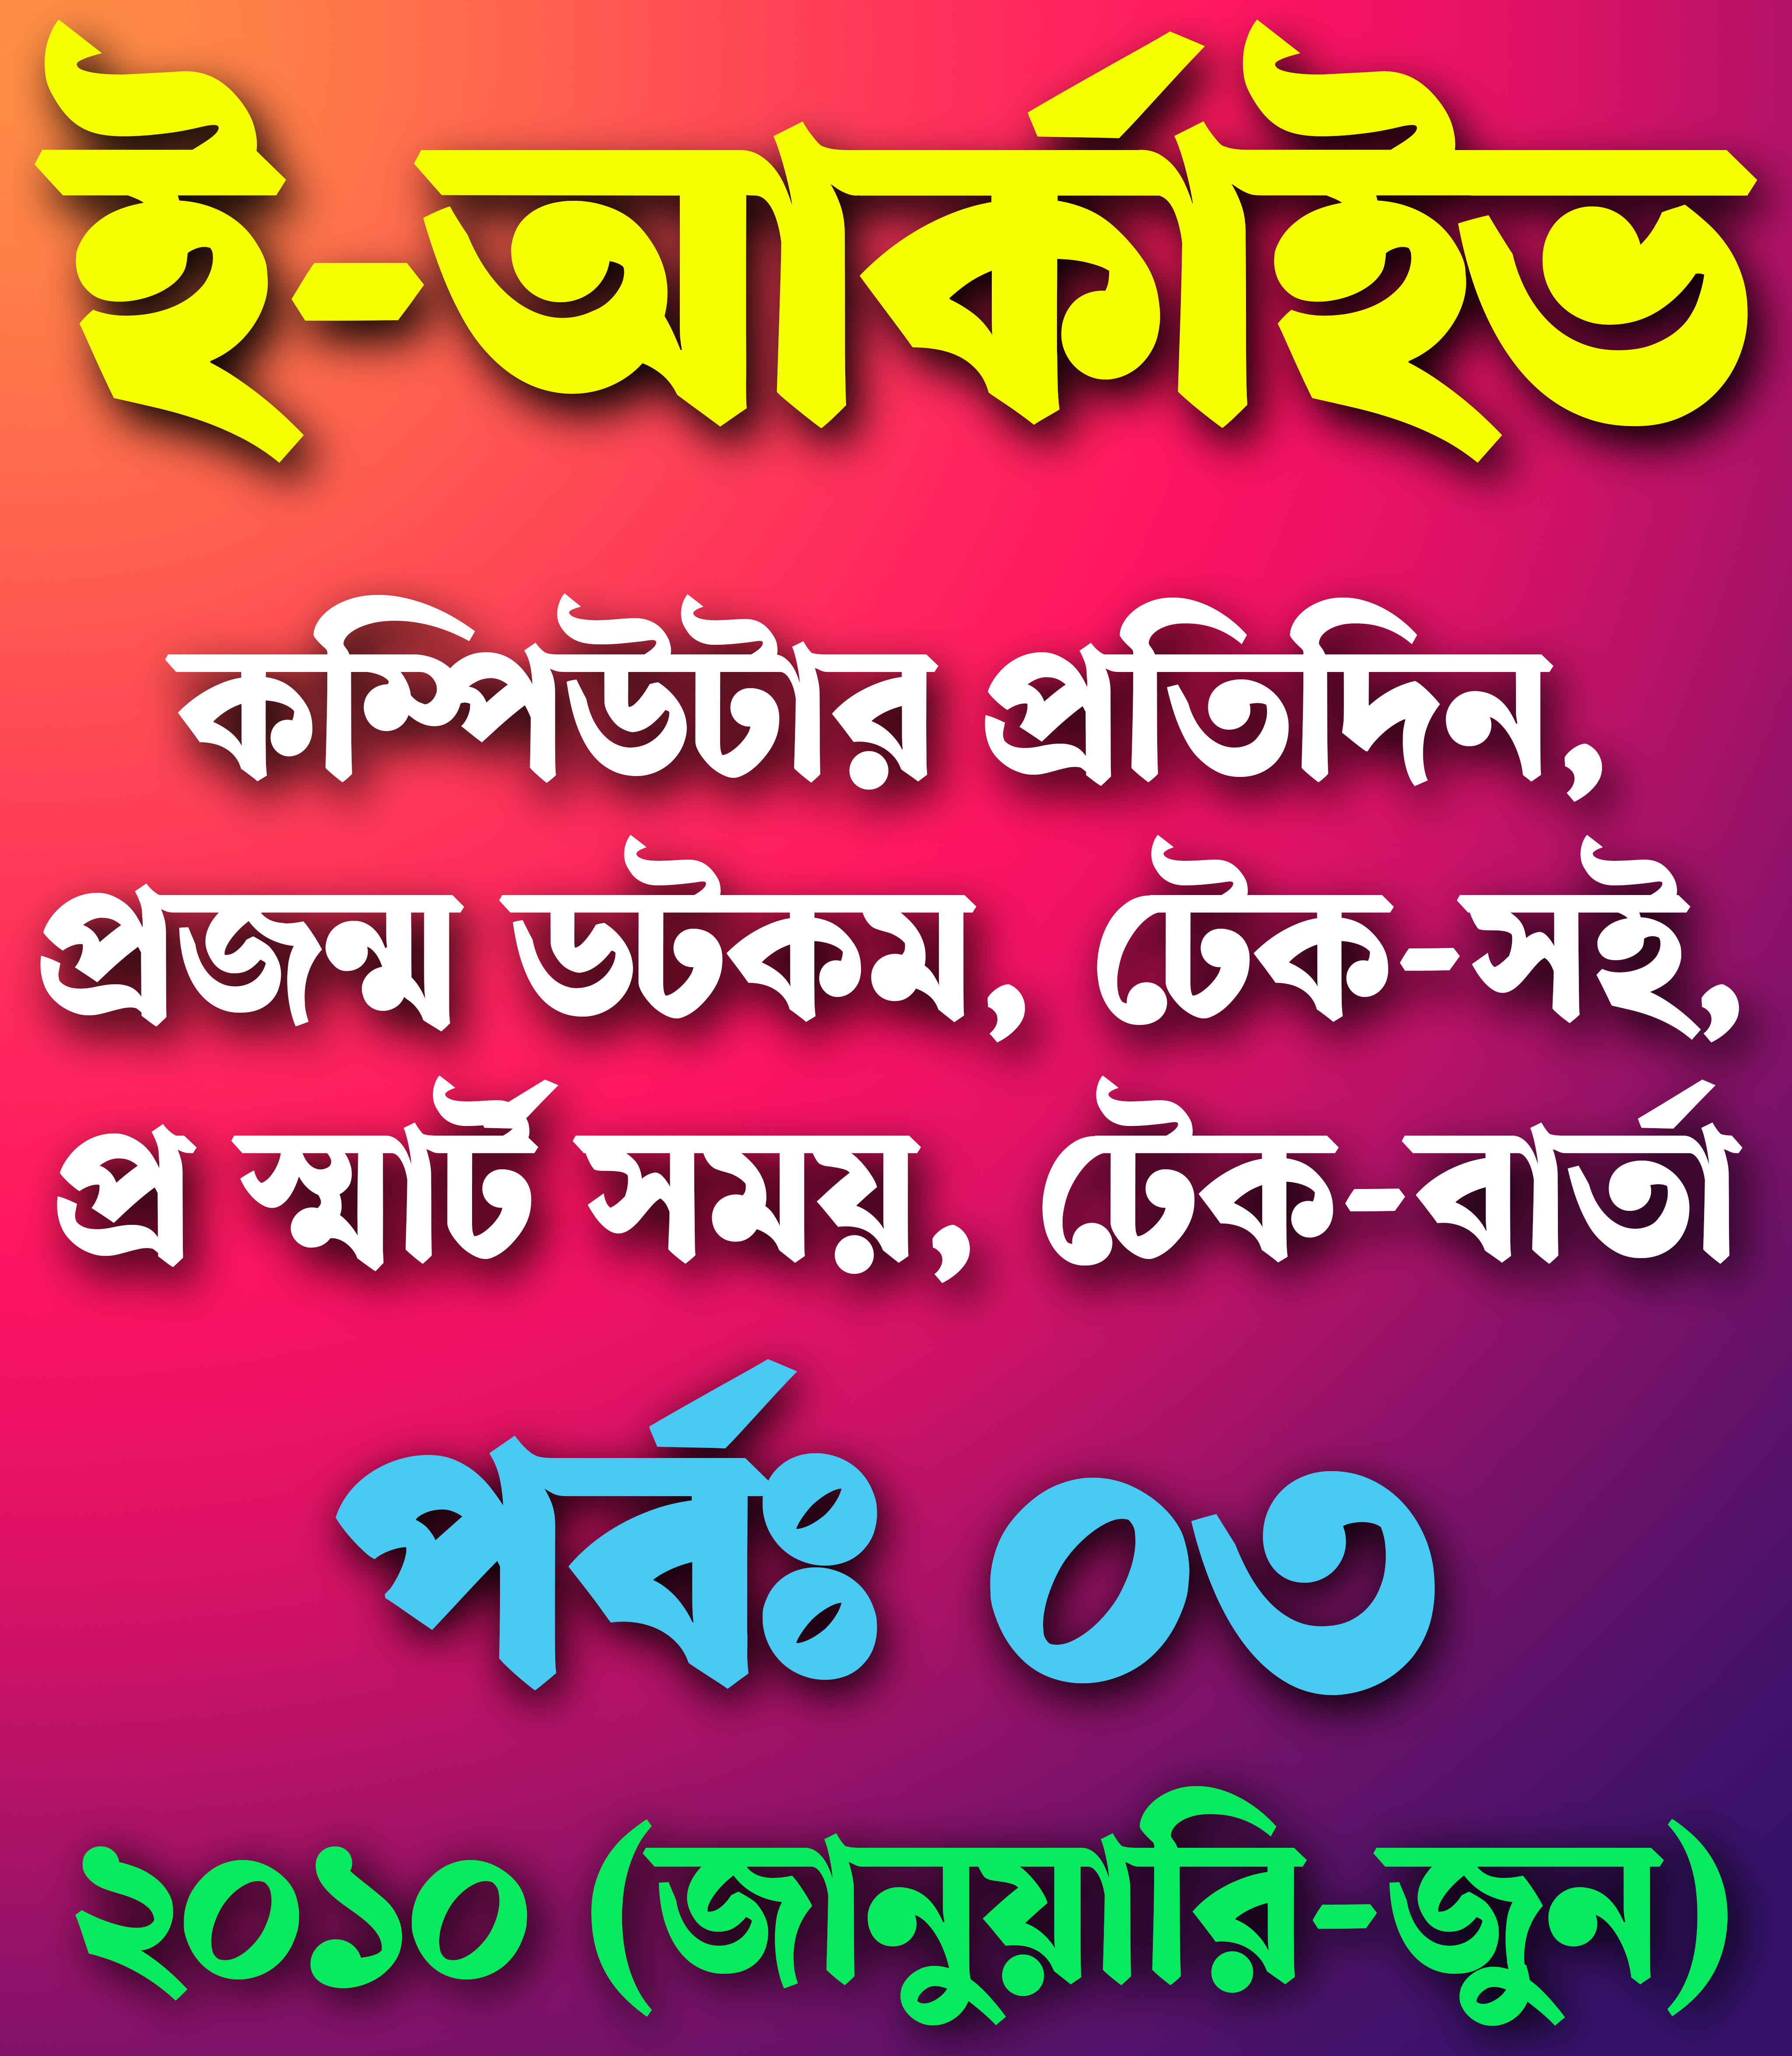 ই-আর্কাইভ
কম্পিউটার প্রতিদিন,
প্রজন্ম ডটকম, টেক-সই,
প্র স্মার্ট সময়, টেক-বার্তা
পর্বঃ ০৩
২০১০ (জানুয়ারি-জুন)